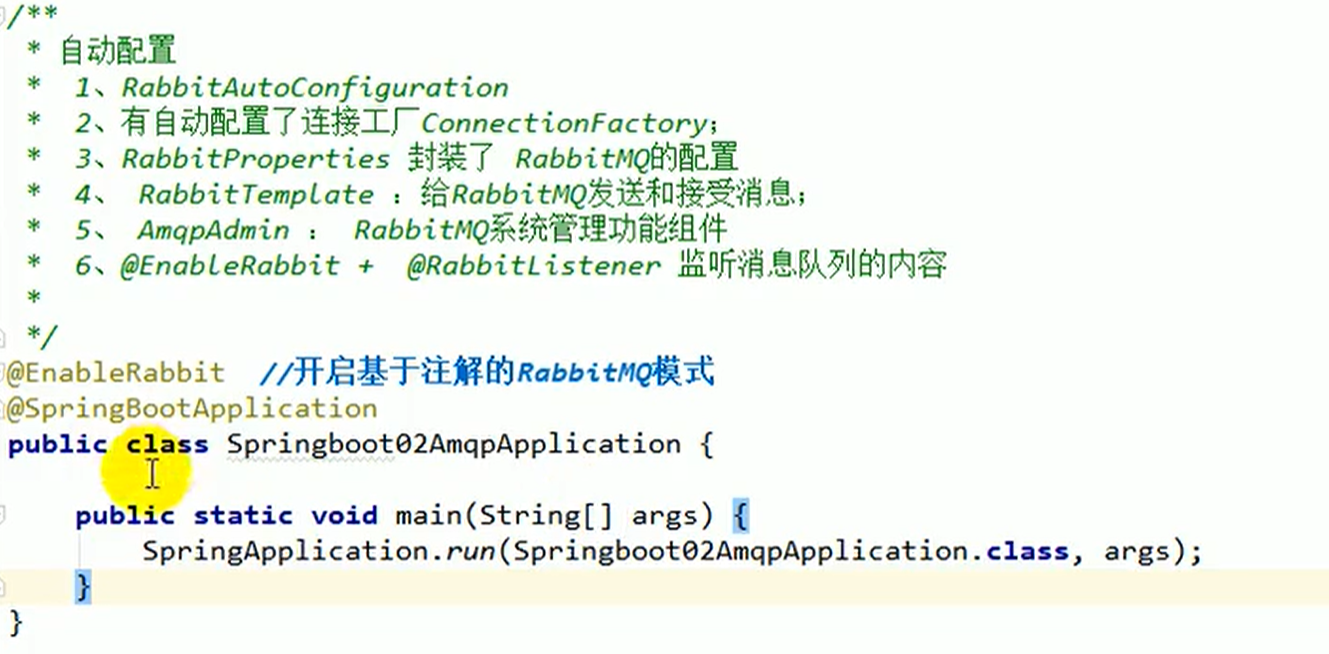 /**
 * 自动配置
 *  1、RabbitAutoConfiguration
 *  2、有自动配置了连接工厂ConnectionFactory；
 *  3、RabbitProperties 封装了 RabbitMQ的配置
 *  4、 RabbitTemplate ：给RabbitMQ发送和接受消息；
 *  5、 AmqpAdmin ： RabbitMQ系统管理功能组件
 *  6、@EnableRabbit +  @RabbitListener 监听消息队列的内容
 *
 */
@EnableRabbit  //开启基于注解的RabbitMQ模式
@SpringBootApplication
public class Springboot02AmqpApplication {
    public static void main(String[] args) {
        SpringApplication.run(Springboot02AmqpApplication.class, args);
    }
}